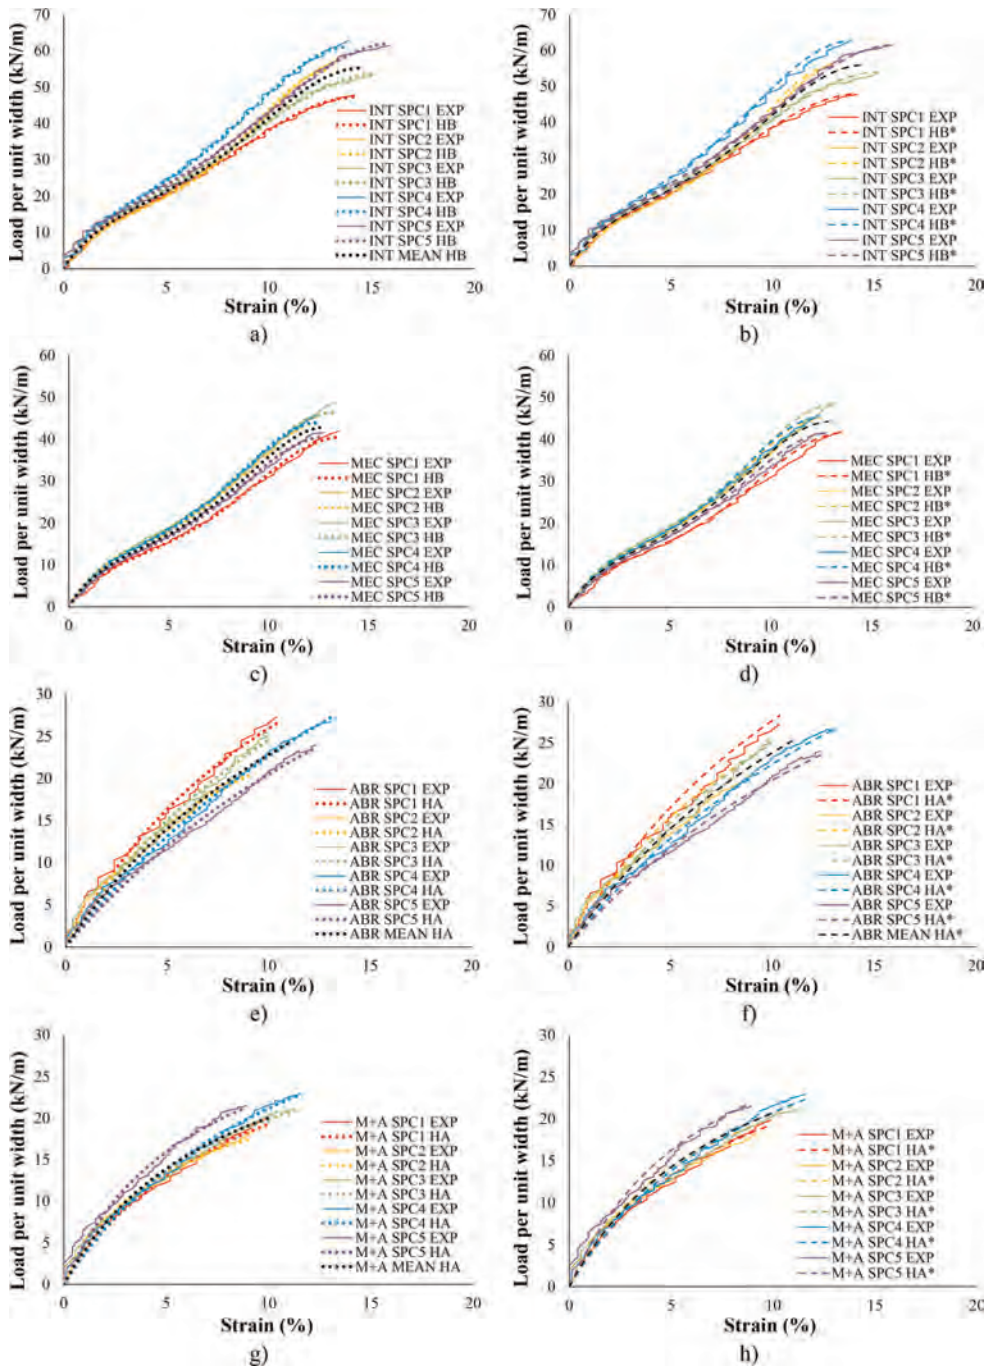 a)
Load per unit width (kN/m)
70
60
50
40
30
20
10
0
INT SPC1 EXP
INT SPC1 HB
INT SPC2 EXP
INT SPC2 HB
INT SPC3 EXP
INT SPC3 HB
INT SPC4 EXP
INT SPC4 HB
INT SPC5 EXP
INT SPC5 HB
INT MEAN HB
0 5 10 15 20
Strain (%)
b)
Load per unit width (kN/m)
70
60
50
40
30
20
10
0
INT SPC1 EXP
INT SPC1 HB*
INT SPC2 EXP
INT SPC2 HB*
INT SPC3 EXP
INT SPC3 HB*
INT SPC4 EXP
INT SPC4 HB*
INT SPC5 EXP
INT SPC5 HB*
0 5 10 15 20
Strain (%)
c)
Load per unit width (kN/m)
60
50
40
30
20
10
0
MEC SPC1 EXP
MEC SPC1 HB
MEC SPC2 EXP
MEC SPC2 HB
MEC SPC3 EXP
MEC SPC3 HB
MEC SPC4 EXP
MEC SPC4 HB
MEC SPC5 EXP
MEC SPC5 HB
0 5 10 15 20
Strain (%)
d)
Load per unit width (kN/m)
60
50
40
30
20
10
0
MEC SPC1 EXP
MEC SPC1 HB*
MEC SPC2 EXP
MEC SPC2 HB*
MEC SPC3 EXP
MEC SPC3 HB*
MEC SPC4 EXP
MEC SPC4 HB*
MEC SPC5 EXP
MEC SPC5 HB*
0 5 10 15 20
Strain (%)
e)
Load per unit width (kN/m)
30
25
20
15
10
5
0
ABR SPC1 EXP
ABR SPC1 HA
ABR SPC2 EXP
ABR SPC2 HA
ABR SPC3 EXP
ABR SPC3 HA
ABR SPC4 EXP
ABR SPC4 HA
ABR SPC5 EXP
ABR SPC5 HA
ABR MEAN HA
0 5 10 15 20
Strain (%)
f)
Load per unit width (kN/m)
30
25
20
15
10
5
0
ABR SPC1 EXP
ABR SPC1 HA*
ABR SPC2 EXP
ABR SPC2 HA*
ABR SPC3 EXP
ABR SPC3 HA*
ABR SPC4 EXP
ABR SPC4 HA*
ABR SPC5 EXP
ABR SPC5 HA*
ABR MEAN HA*
0 5 10 15 20
Strain (%)
g)
Load per unit width (kN/m)
30
25
20
15
10
5
0
M+A SPC1 EXP
M+A SPC1 HA
M+A SPC2 EXP
M+A SPC2 HA
M+A SPC3 EXP
M+A SPC3 HA
M+A SPC4 EXP
M+A SPC4 HA
M+A SPC5 EXP
M+A SPC5 HA
M+A MEAN HA
0 5 10 15 20
Strain (%)
h)
Load per unit width (kN/m)
30
25
20
15
10
5
0
M+A SPC1 EXP
M+A SPC1 HA*
M+A SPC2 EXP
M+A SPC2 HA*
M+A SPC3 EXP
M+A SPC3 HA*
M+A SPC4 EXP
M+A SPC4 HA*
M+A SPC5 EXP
M+A SPC5 HA*
0 5 10 15 20
Strain (%)